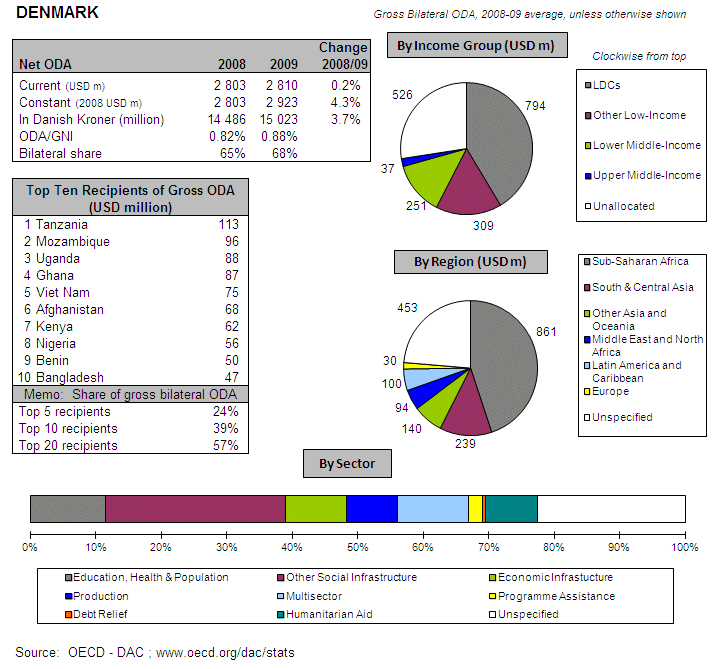 DENMARK
Gross Bilateral ODA, 2008-09 average, unless otherwise shown
Change
Net ODA 2008 2009 2008/09
Current (USD m) 2 803 2 810 0.2%
Constant (2008 USD m) 2 803 2 923 4.3%
In Danish Kroner (million) 14 486 15 023 3.7%
ODA/GNI 0.82% 0.88%
Bilateral share 65% 68%
Top Ten Recipients of Gross ODA
(USD million)
1 Tanzania 113
2 Mozambique 96
3 Uganda 88
4 Ghana 87
5 Viet Nam 75
6 Afghanistan 68
7 Kenya 62
8 Nigeria 56
9 Benin 50
10 Bangladesh 47
Memo: Share of gross bilateral ODA
Top 5 recipients 24%
Top 10 recipients 39%
Top 20 recipients 57%
By Income Group (USD m)
Clockwise from top
526
794
37
251
309
LDCs
Other Low-Income
Lower Middle-Income
Upper Middle-Income
Unallocated
By Region (USD m)
453
861
30
100
94
140
239
Sub-Saharan Africa
South & Central Asia
Other Asia and
Oceania
Middle East and North
Africa
Latin America and
Caribbean
Europe
Unspecified
By Sector
0% 10% 20% 30% 40% 50% 60% 70% 80% 90% 100%
Education, Health & Population Other Social Infrastructure Economic Infrastucture
Production Multisector Programme Assistance
Debt Relief Humanitarian Aid Unspecified
Source: OECD - DAC ; www.oecd.org/dac/stats